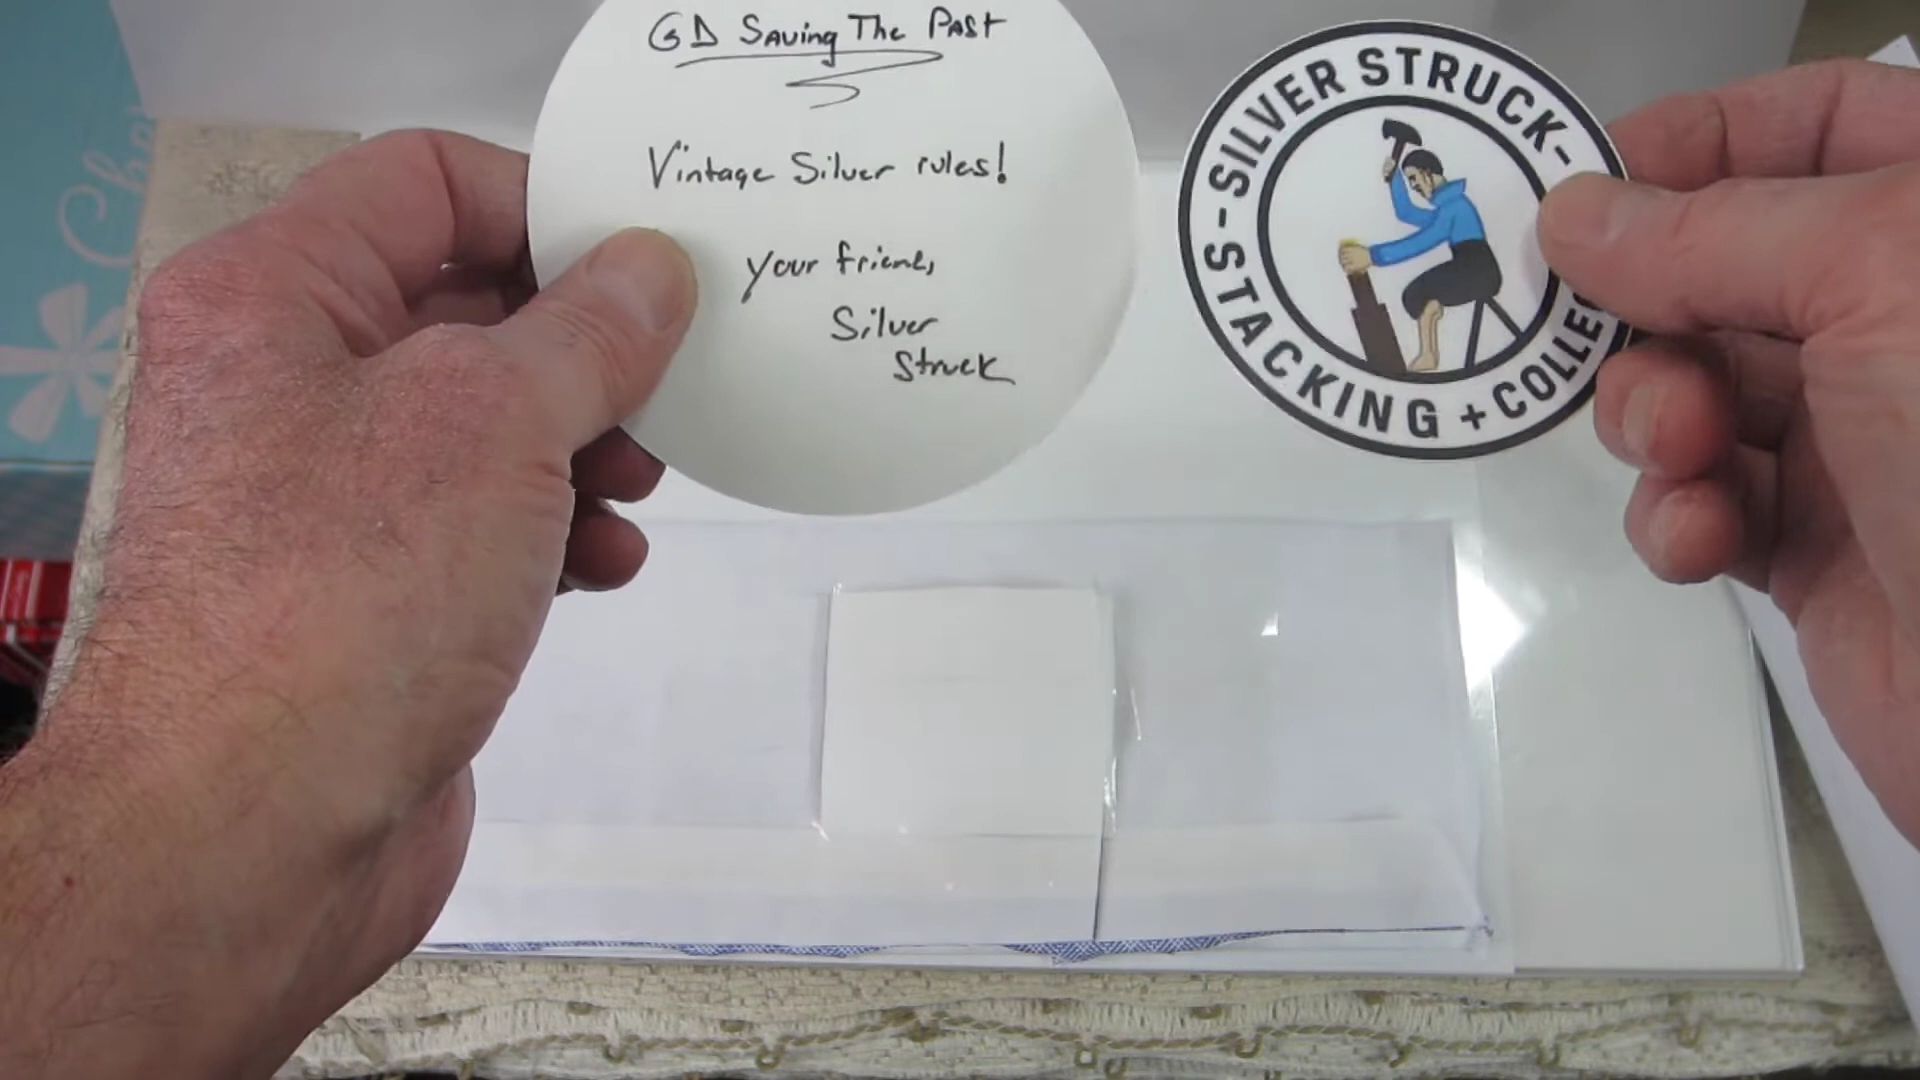 GD Saving The Past
Vintage Silver rules!
your friend,
Silver
Struck
-SILVER STRUCK-
STACKING + COLLE